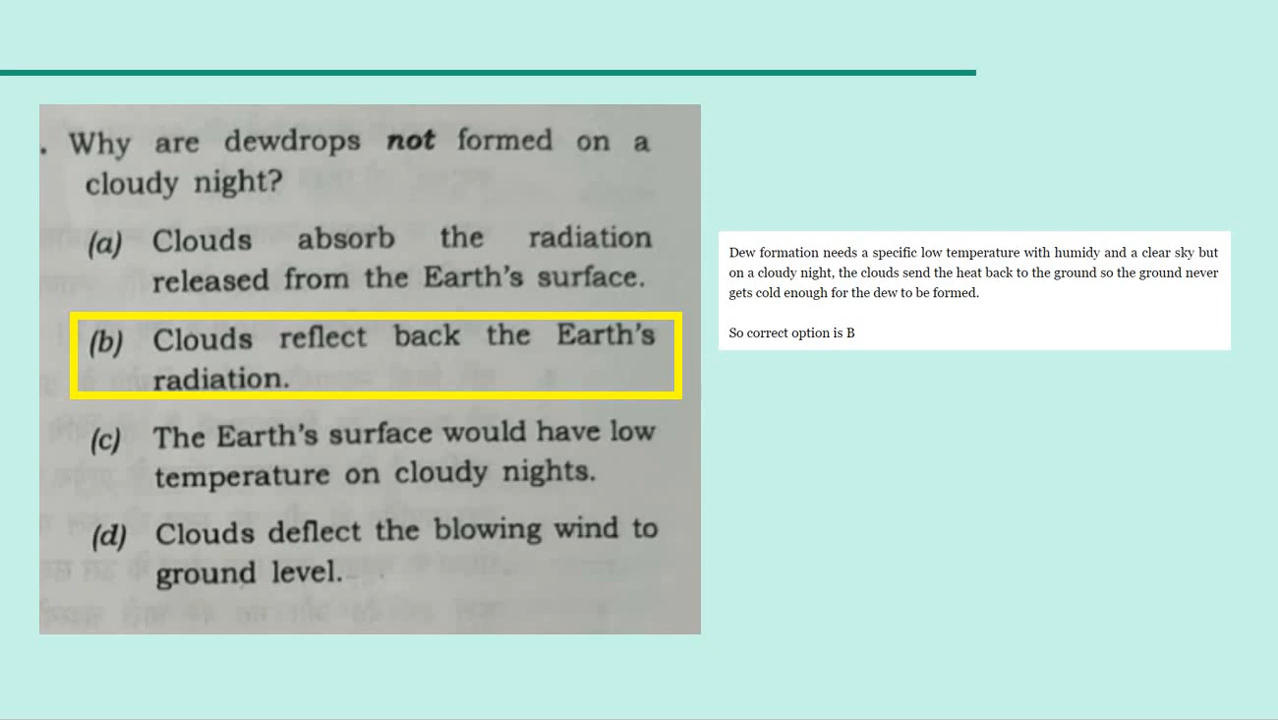 . Why are dewdrops not formed on a
cloudy night?
(a) Clouds absorb the radiation
released from the Earth's surface.
(b) Clouds reflect back the Earth's
radiation.
(c) The Earth's surface would have low
temperature on cloudy nights.
(d) Clouds deflect the blowing wind to
ground level.
Dew formation needs a specific low temperature with humidy and a clear sky but
on a cloudy night, the clouds send the heat back to the ground so the ground never
gets cold enough for the dew to be formed.
So correct option is B